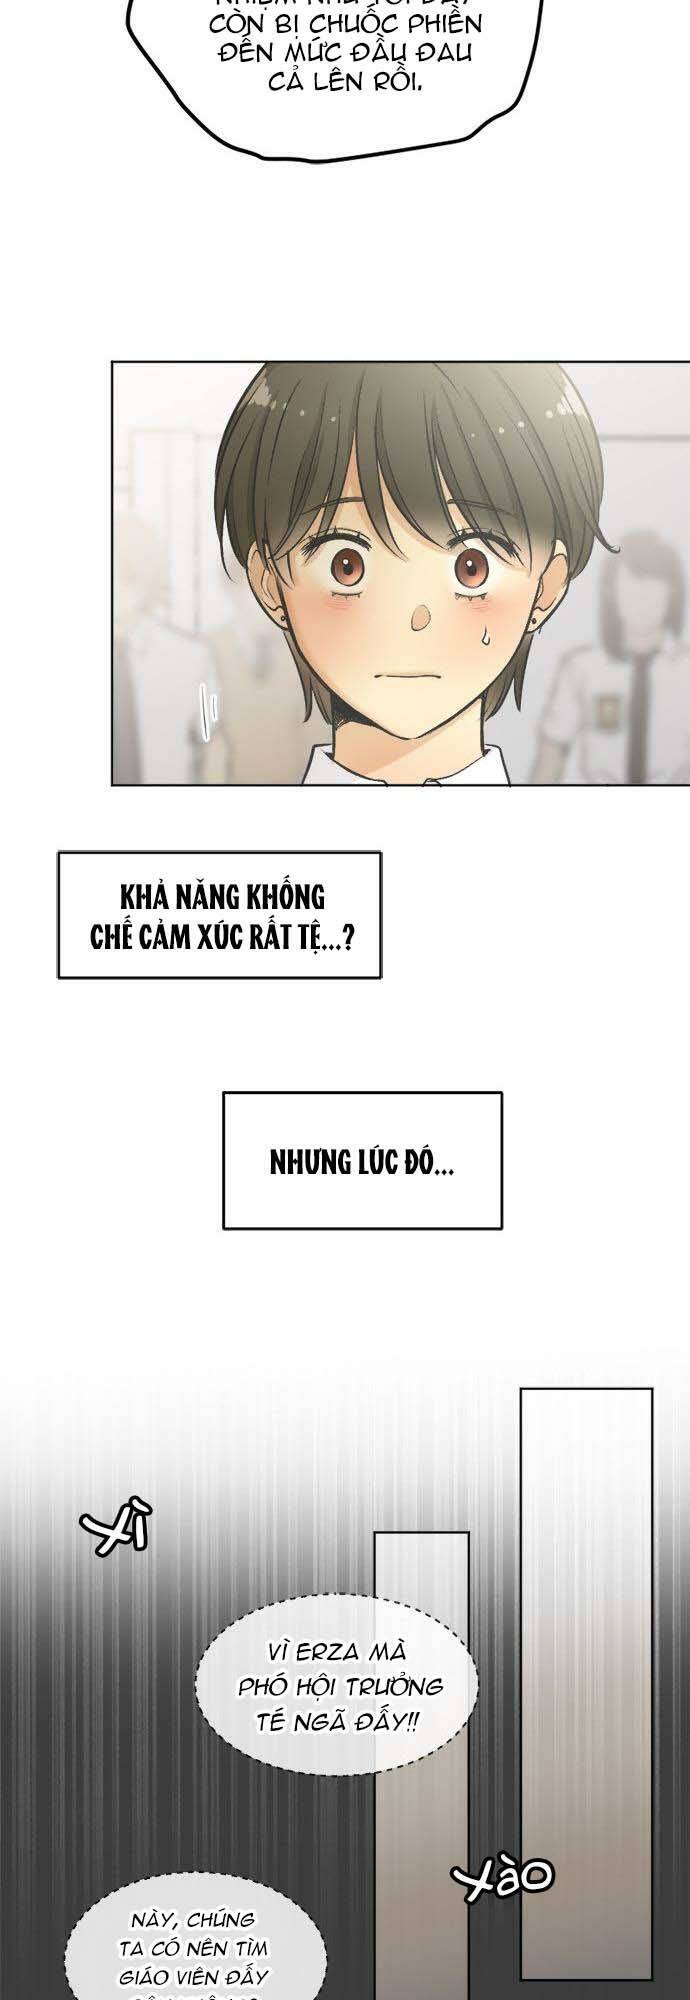 CÒN BỊ CHUỐC PHIỀN
ĐẾN MỨC ĐẦU ĐAU
CẢ LÊN RỒI.
KHẢ NĂNG KHỐNG
CHẾ CẢM XÚC RẤT TỆ...?
NHƯNG LÚC ĐÓ...
XÌ
VÌ ERZA MÀ
PHÓ HỘI TRƯỞNG
TÉ NGÃ ĐẤY!!
XÀO
NÀY, CHÚNG
TA CÓ NÊN TÌM
GIÁO VIÊN ĐẤY